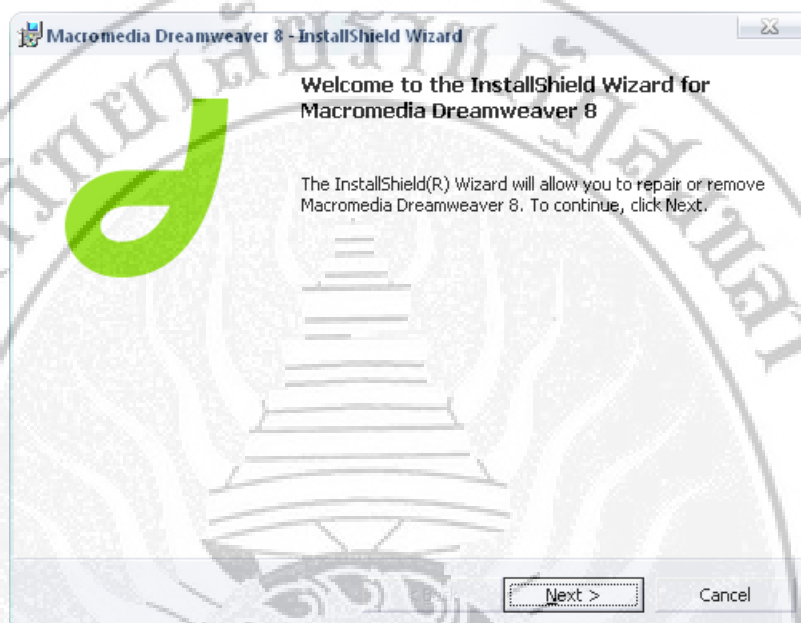 Macromedia Dreamweaver 8 - InstallShield Wizard
Welcome to the InstallShield Wizard for
Macromedia Dreamweaver 8
The InstallShield(R) Wizard will allow you to repair or remove
Macromedia Dreamweaver 8. To continue, click Next.
Next >
Cancel